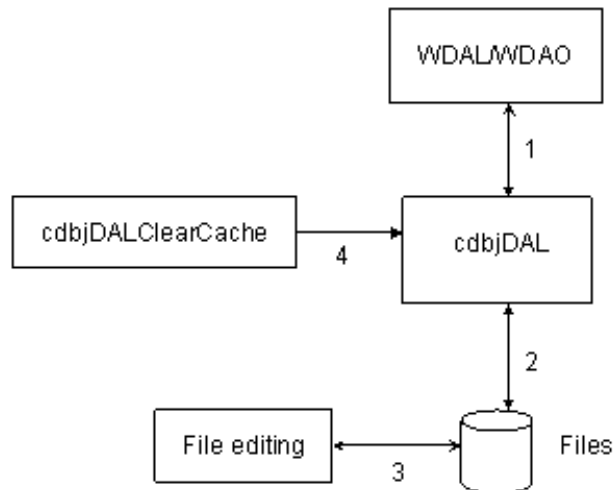 WDAL/WDAO
1
cdbjDALClearCache
4
cdbjDAL
2
File editing
3
Files